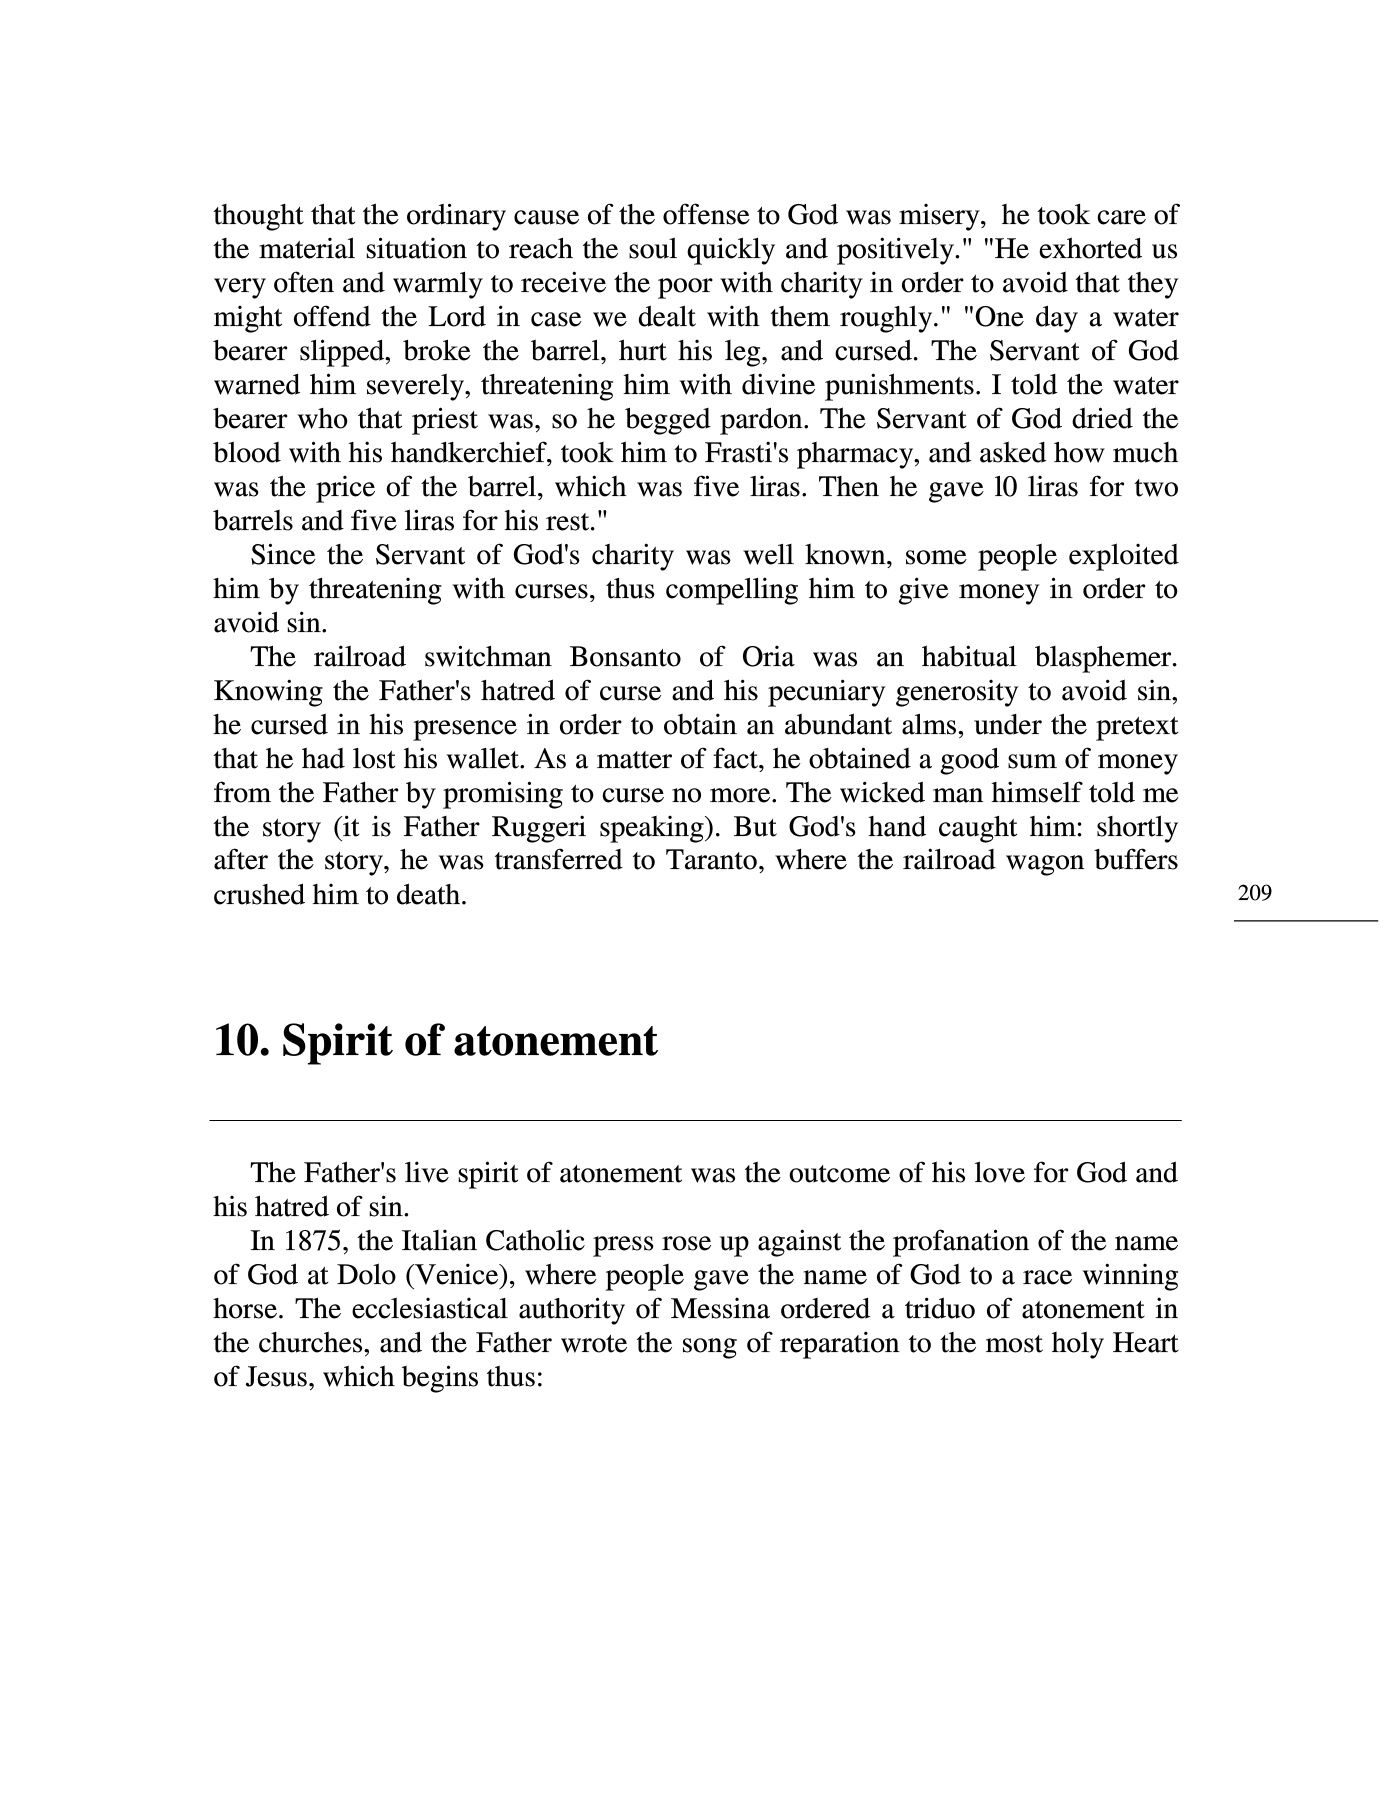 thought that the ordinary cause of the offense to God was misery,  he took care of
the material situation to reach the soul quickly and positively." "He exhorted us
very often and warmly to receive the poor with charity in order to avoid that they
might offend the Lord in case we dealt with them roughly." "One day a water
bearer slipped, broke the barrel, hurt his leg, and cursed. The Servant of God
warned him severely, threatening him with divine punishments. I told the water
bearer who that priest was, so he begged pardon. The Servant of God dried the
blood with his handkerchief, took him to Frasti's pharmacy, and asked how much
was the price of the barrel, which was five liras. Then he gave l0 liras for two
barrels and five liras for his rest."
Since the Servant of God's charity was well known, some people exploited
him by threatening with curses, thus compelling him to give money in order to
avoid sin.
The railroad switchman Bonsanto of Oria was an habitual blasphemer.
Knowing the Father's hatred of curse and his pecuniary generosity to avoid sin,
he cursed in his presence in order to obtain an abundant alms, under the pretext
that he had lost his wallet. As a matter of fact, he obtained a good sum of money
from the Father by promising to curse no more. The wicked man himself told me
the story (it is Father Ruggeri speaking). But God's hand caught him: shortly
after the story, he was transferred to Taranto, where the railroad wagon buffers
crushed him to death.
209
10. Spirit of atonement
The Father's live spirit of atonement was the outcome of his love for God and
his hatred of sin.
In 1875, the Italian Catholic press rose up against the profanation of the name
of God at Dolo (Venice), where people gave the name of God to a race winning
horse. The ecclesiastical authority of Messina ordered a triduo of atonement in
the churches, and the Father wrote the song of reparation to the most holy Heart
of Jesus, which begins thus: